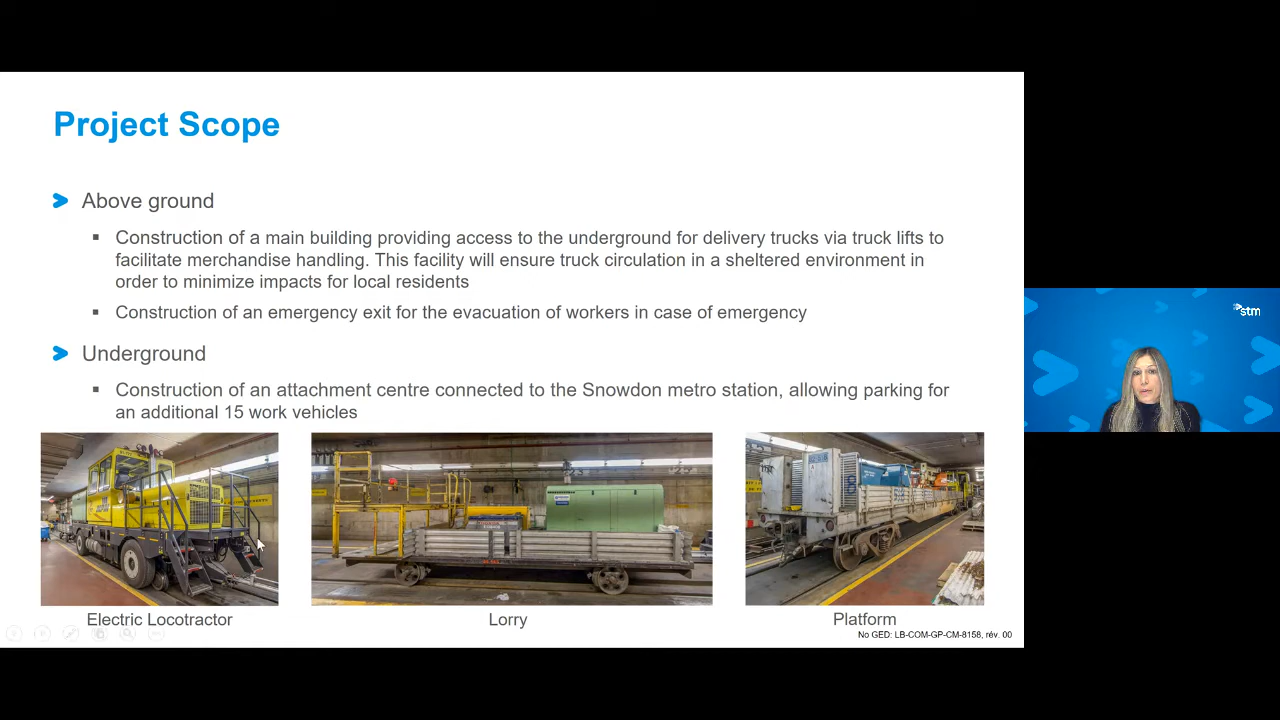 Project Scope
Above ground
Construction of a main building providing access to the underground for delivery trucks via truck lifts to
facilitate merchandise handling. This facility will ensure truck circulation in a sheltered environment in
order to minimize impacts for local residents
Construction of an emergency exit for the evacuation of workers in case of emergency
Underground
Construction of an attachment centre connected to the Snowdon metro station, allowing parking for
an additional 15 work vehicles
Electric Locotractor
Lorry
Platform
No GED: LB-COM-GP-CM-8158, rév. 00
stm